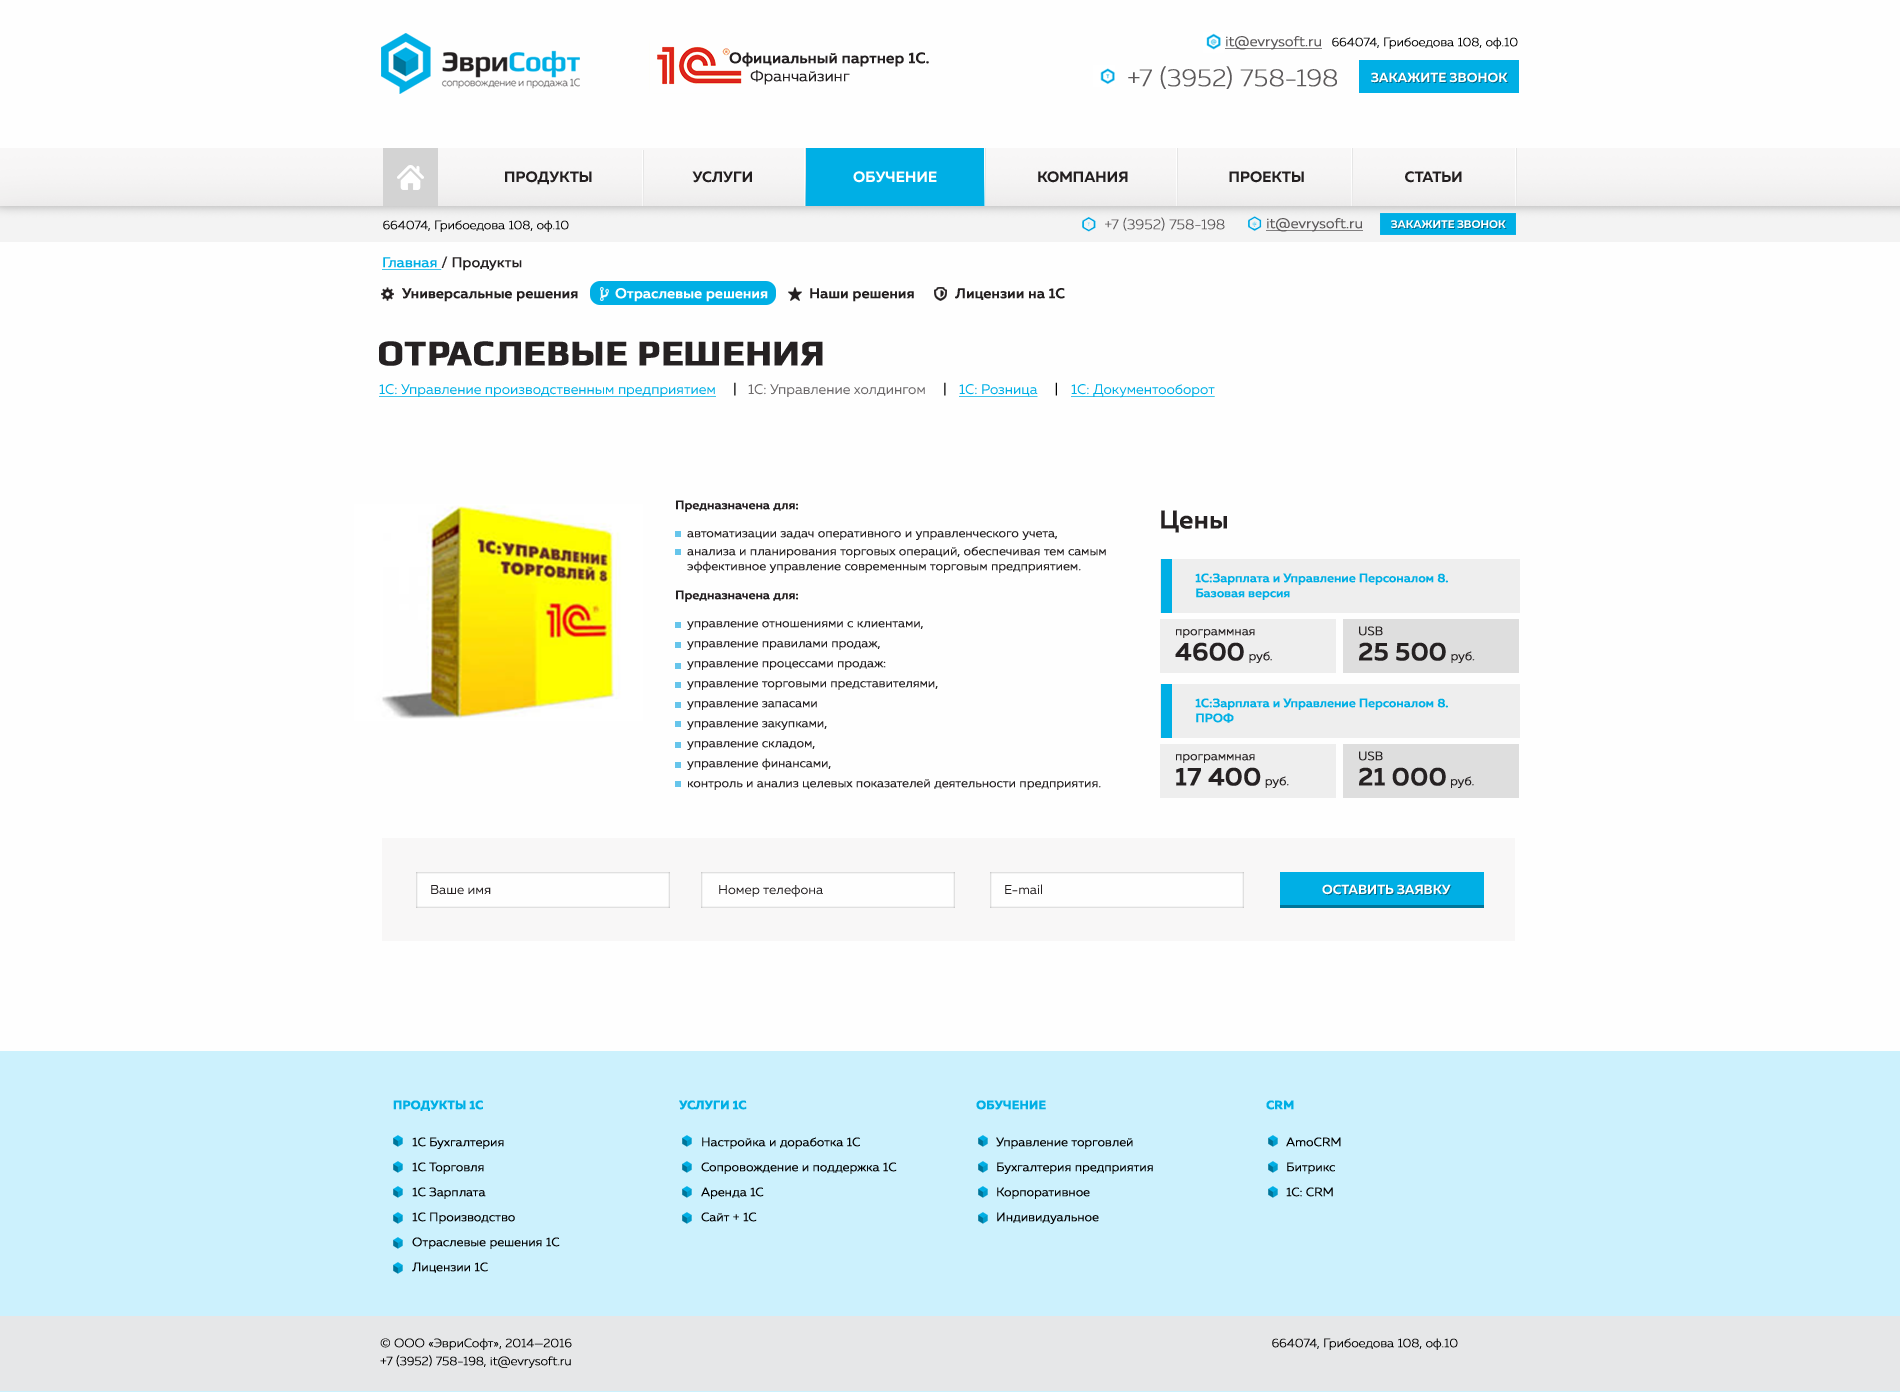 ЭвриСофт
сопровождение и продажа 1С
1С® Официальный партнер 1С.
Франчайзинг
it@evrysoft.ru 664074, Грибоедова 108, оф.10
+7 (3952) 758-198 ЗАКАЖИТЕ ЗВОНОК
ПРОДУКТЫ УСЛУГИ ОБУЧЕНИЕ КОМПАНИЯ ПРОЕКТЫ СТАТЬИ
664074, Грибоедова 108, оф.10 +7 (3952) 758-198 it@evrysoft.ru ЗАКАЖИТЕ ЗВОНОК
Главная / Продукты
Универсальные решения Отраслевые решения Наши решения Лицензии на 1С
ОТРАСЛЕВЫЕ РЕШЕНИЯ
1С: Управление производственным предприятием | 1С: Управление холдингом | 1С: Розница | 1С: Документооборот
1С:УПРАВЛЕНИЕ
ТОРГОВЛЕЙ 8
1С®
Предназначена для:
автоматизации задач оперативного и управленческого учета,
анализа и планирования торговых операций, обеспечивая тем самым
эффективное управление современным торговым предприятием.
Предназначена для:
управление отношениями с клиентами,
управление правилами продаж,
управление процессами продаж:
управление торговыми представителями,
управление запасами
управление закупками,
управление складом,
управление финансами,
контроль и анализ целевых показателей деятельности предприятия.
Цены
1С:Зарплата и Управление Персоналом 8.
Базовая версия
программная
4600 руб.
USB
25 500 руб.
1С:Зарплата и Управление Персоналом 8.
ПРОФ
программная
17 400 руб.
USB
21 000 руб.
Ваше имя Номер телефона E-mail ОСТАВИТЬ ЗАЯВКУ
ПРОДУКТЫ 1С
1С Бухгалтерия
1С Торговля
1С Зарплата
1С Производство
Отраслевые решения 1С
Лицензии 1С
УСЛУГИ 1С
Настройка и доработка 1С
Сопровождение и поддержка 1С
Аренда 1С
Сайт + 1С
ОБУЧЕНИЕ
Управление торговлей
Бухгалтерия предприятия
Корпоративное
Индивидуальное
CRM
AmoCRM
Битрикс
1С: CRM
© ООО «ЭвриСофт», 2014—2016
+7 (3952) 758-198, it@evrysoft.ru
664074, Грибоедова 108, оф.10